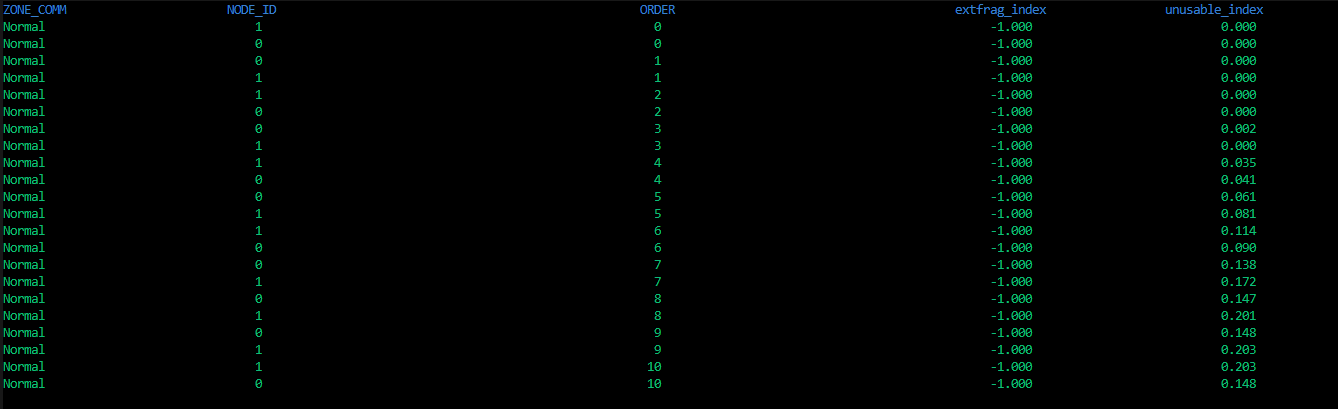 ZONE_COMM NODE_ID ORDER extfrag_index unusable_index
Normal 1 0 -1.000 0.000
Normal 0 0 -1.000 0.000
Normal 0 1 -1.000 0.000
Normal 1 1 -1.000 0.000
Normal 1 2 -1.000 0.000
Normal 0 2 -1.000 0.000
Normal 0 3 -1.000 0.002
Normal 1 3 -1.000 0.000
Normal 1 4 -1.000 0.035
Normal 0 4 -1.000 0.041
Normal 0 5 -1.000 0.061
Normal 1 5 -1.000 0.081
Normal 1 6 -1.000 0.114
Normal 0 6 -1.000 0.090
Normal 0 7 -1.000 0.138
Normal 1 7 -1.000 0.172
Normal 0 8 -1.000 0.147
Normal 1 8 -1.000 0.201
Normal 0 9 -1.000 0.148
Normal 1 9 -1.000 0.203
Normal 1 10 -1.000 0.203
Normal 0 10 -1.000 0.148